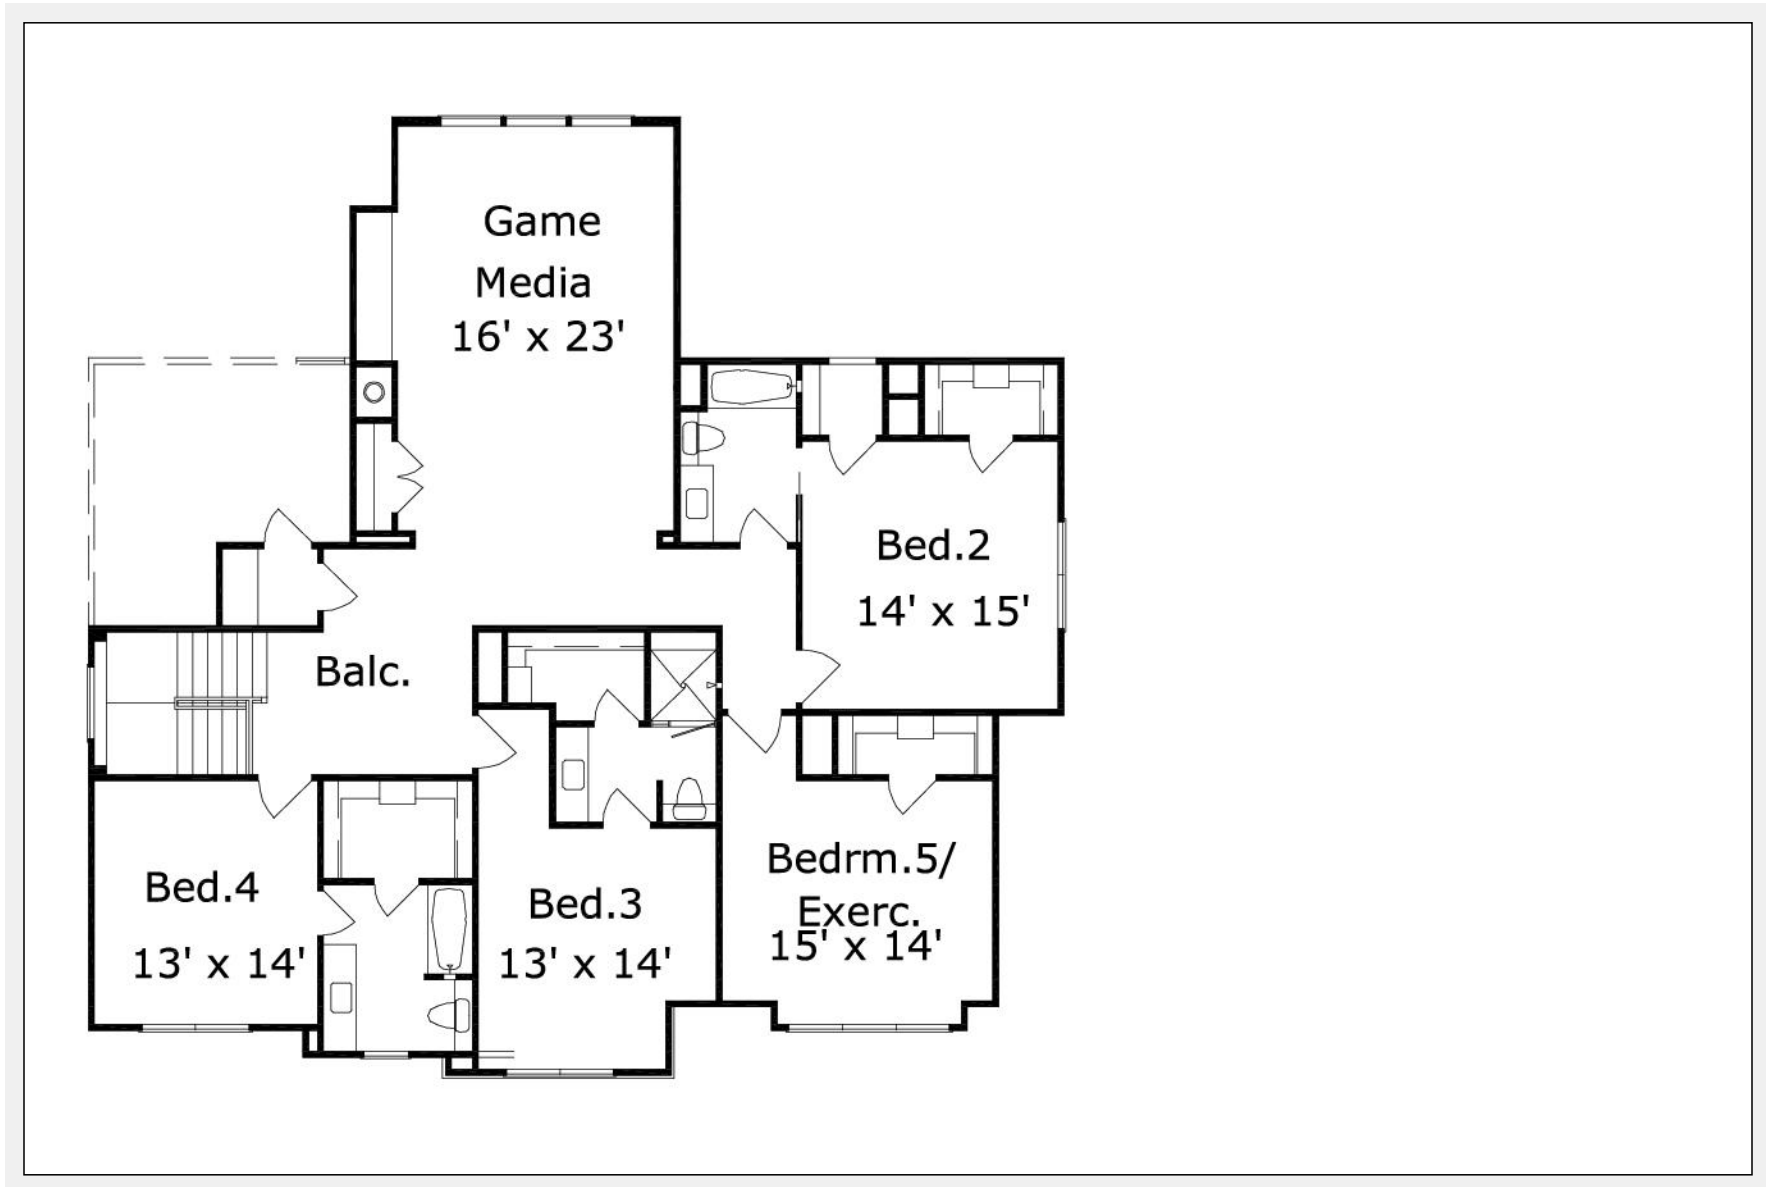 Game
Media
16' x 23'
Bed.2
14' x 15'
Balc.
Bed.4
13' x 14'
Bed.3
13' x 14'
Bedrm.5/
Exerc.
15' x 14'